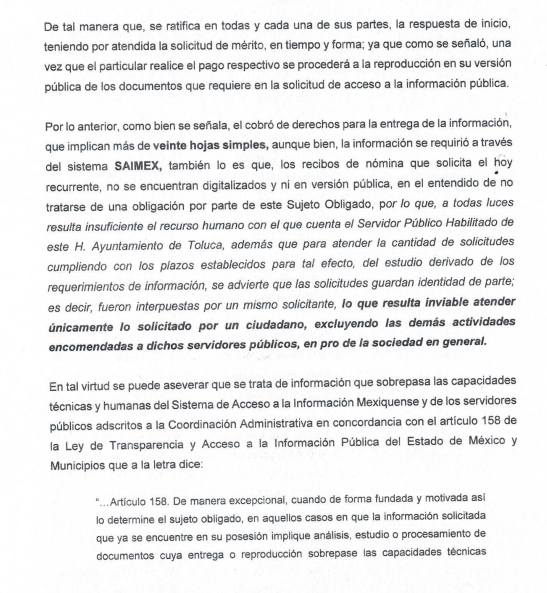 De tal manera que, se ratifica en todas y cada una de sus partes, la respuesta de inicio,
teniendo por atendida la solicitud de mérito, en tiempo y forma; ya que como se señaló, una
vez que el particular realice el pago respectivo se procederá a la reproducción en su versión
pública de los documentos que requiere en la solicitud de acceso a la información pública.
Por lo anterior, como bien se señala, el cobró de derechos para la entrega de la información,
que implican más de veinte hojas simples, aunque bien, la información se requirió a través
del sistema SAIMEX, también lo es que, los recibos de nómina que solicita el hoy
recurrente, no se encuentran digitalizados y ni en versión pública, en el entendido de no
tratarse de una obligación por parte de este Sujeto Obligado, por lo que, a todas luces
resulta insuficiente el recurso humano con el que cuenta el Servidor Público Habilitado de
este H. Ayuntamiento de Toluca, además que para atender la cantidad de solicitudes
cumpliendo con los plazos establecidos para tal efecto, del estudio derivado de los
requerimientos de información, se advierte que las solicitudes guardan identidad de parte;
es decir, fueron interpuestas por un mismo solicitante, lo que resulta inviable atender
únicamente lo solicitado por un ciudadano, excluyendo las demás actividades
encomendadas a dichos servidores públicos, en pro de la sociedad en general.
En tal virtud se puede aseverar que se trata de información que sobrepasa las capacidades
técnicas y humanas del Sistema de Acceso a la Información Mexiquense y de los servidores
públicos adscritos a la Coordinación Administrativa en concordancia con el artículo 158 de
la Ley de Transparencia y Acceso a la Información Pública del Estado de México y
Municipios que a la letra dice:
“...Artículo 158. De manera excepcional, cuando de forma fundada y motivada así
lo determine el sujeto obligado, en aquellos casos en que la información solicitada
que ya se encuentre en su posesión implique análisis, estudio o procesamiento de
documentos cuya entrega o reproducción sobrepase las capacidades técnicas